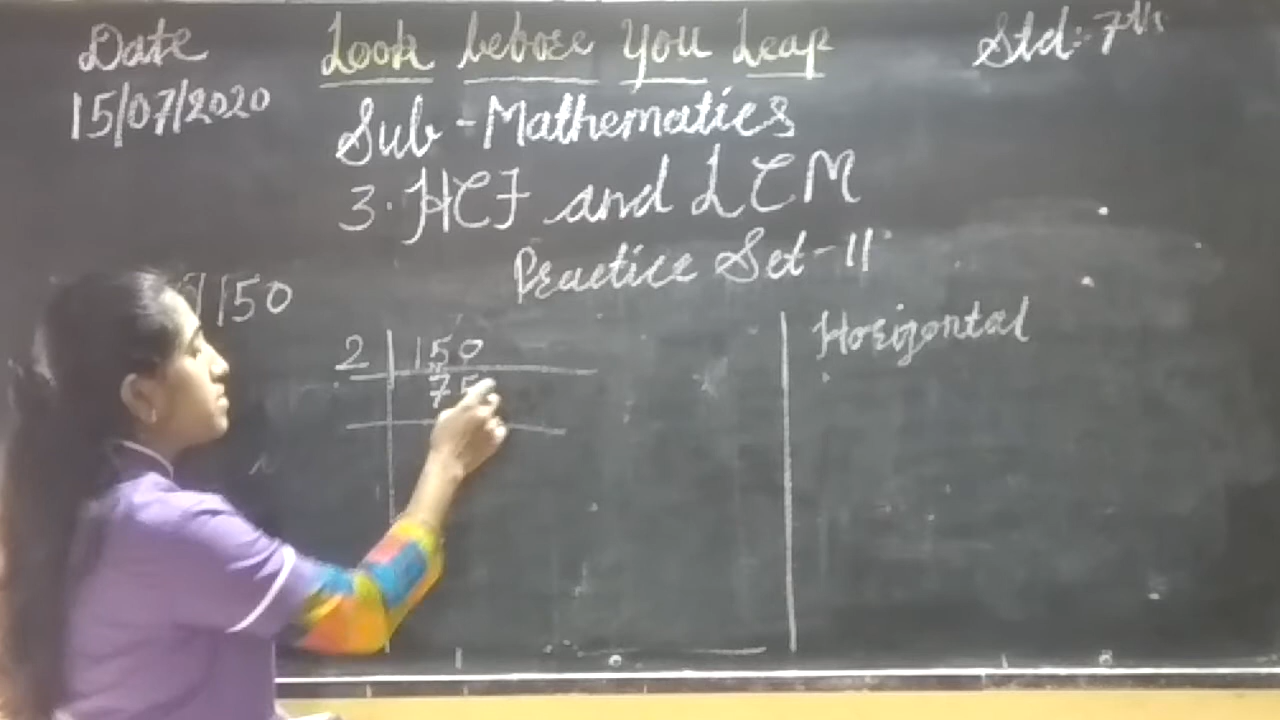 Date
15/07/2020
Look before You Leap
Std:- 7th
Sub - Mathematics
3. HCF and LCM
Practice Set - 11
150
2 150
75
Horizontal